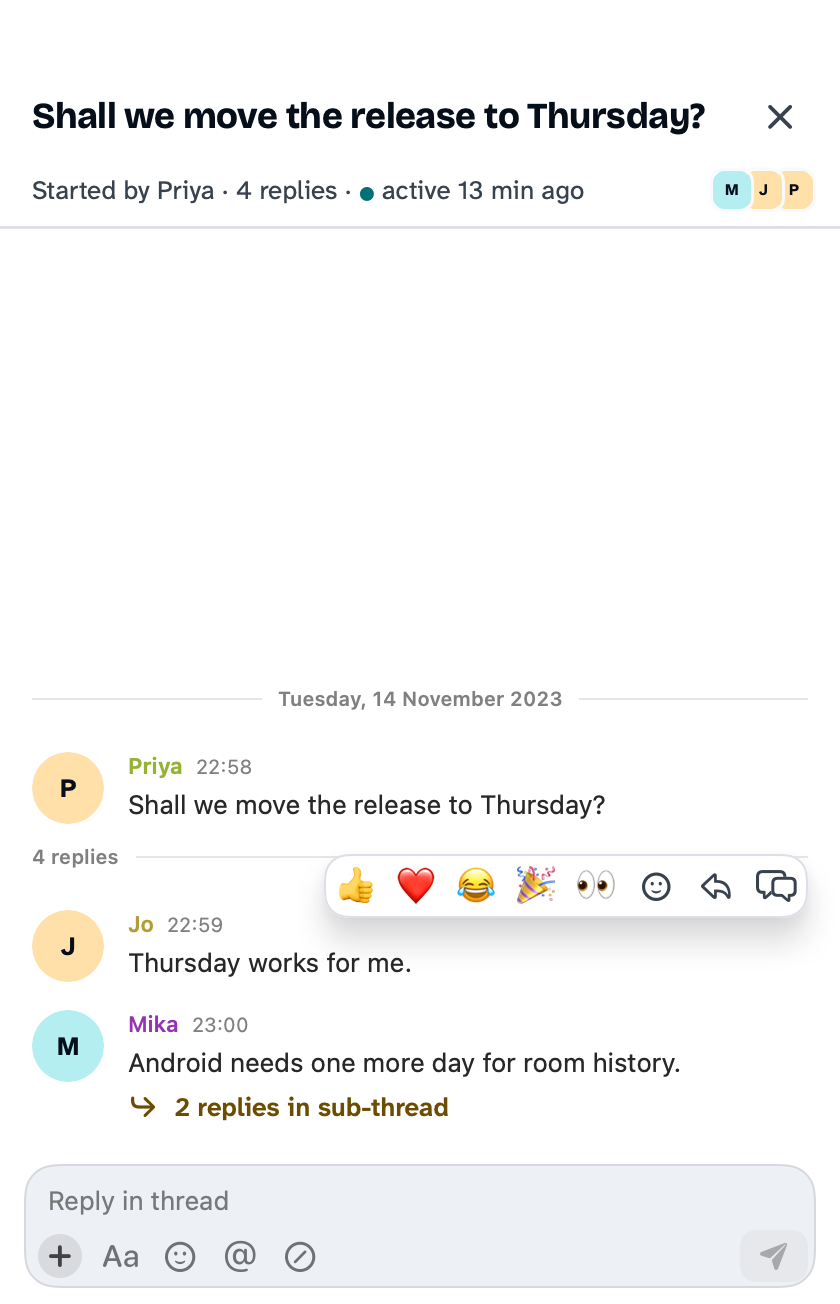 Shall we move the release to Thursday?
Started by Priya · 4 replies · active 13 min ago
M J P
Tuesday, 14 November 2023
P
Priya 22:58
Shall we move the release to Thursday?
4 replies
J
Jo 22:59
Thursday works for me.
M
Mika 23:00
Android needs one more day for room history.
2 replies in sub-thread
Reply in thread
Aa @